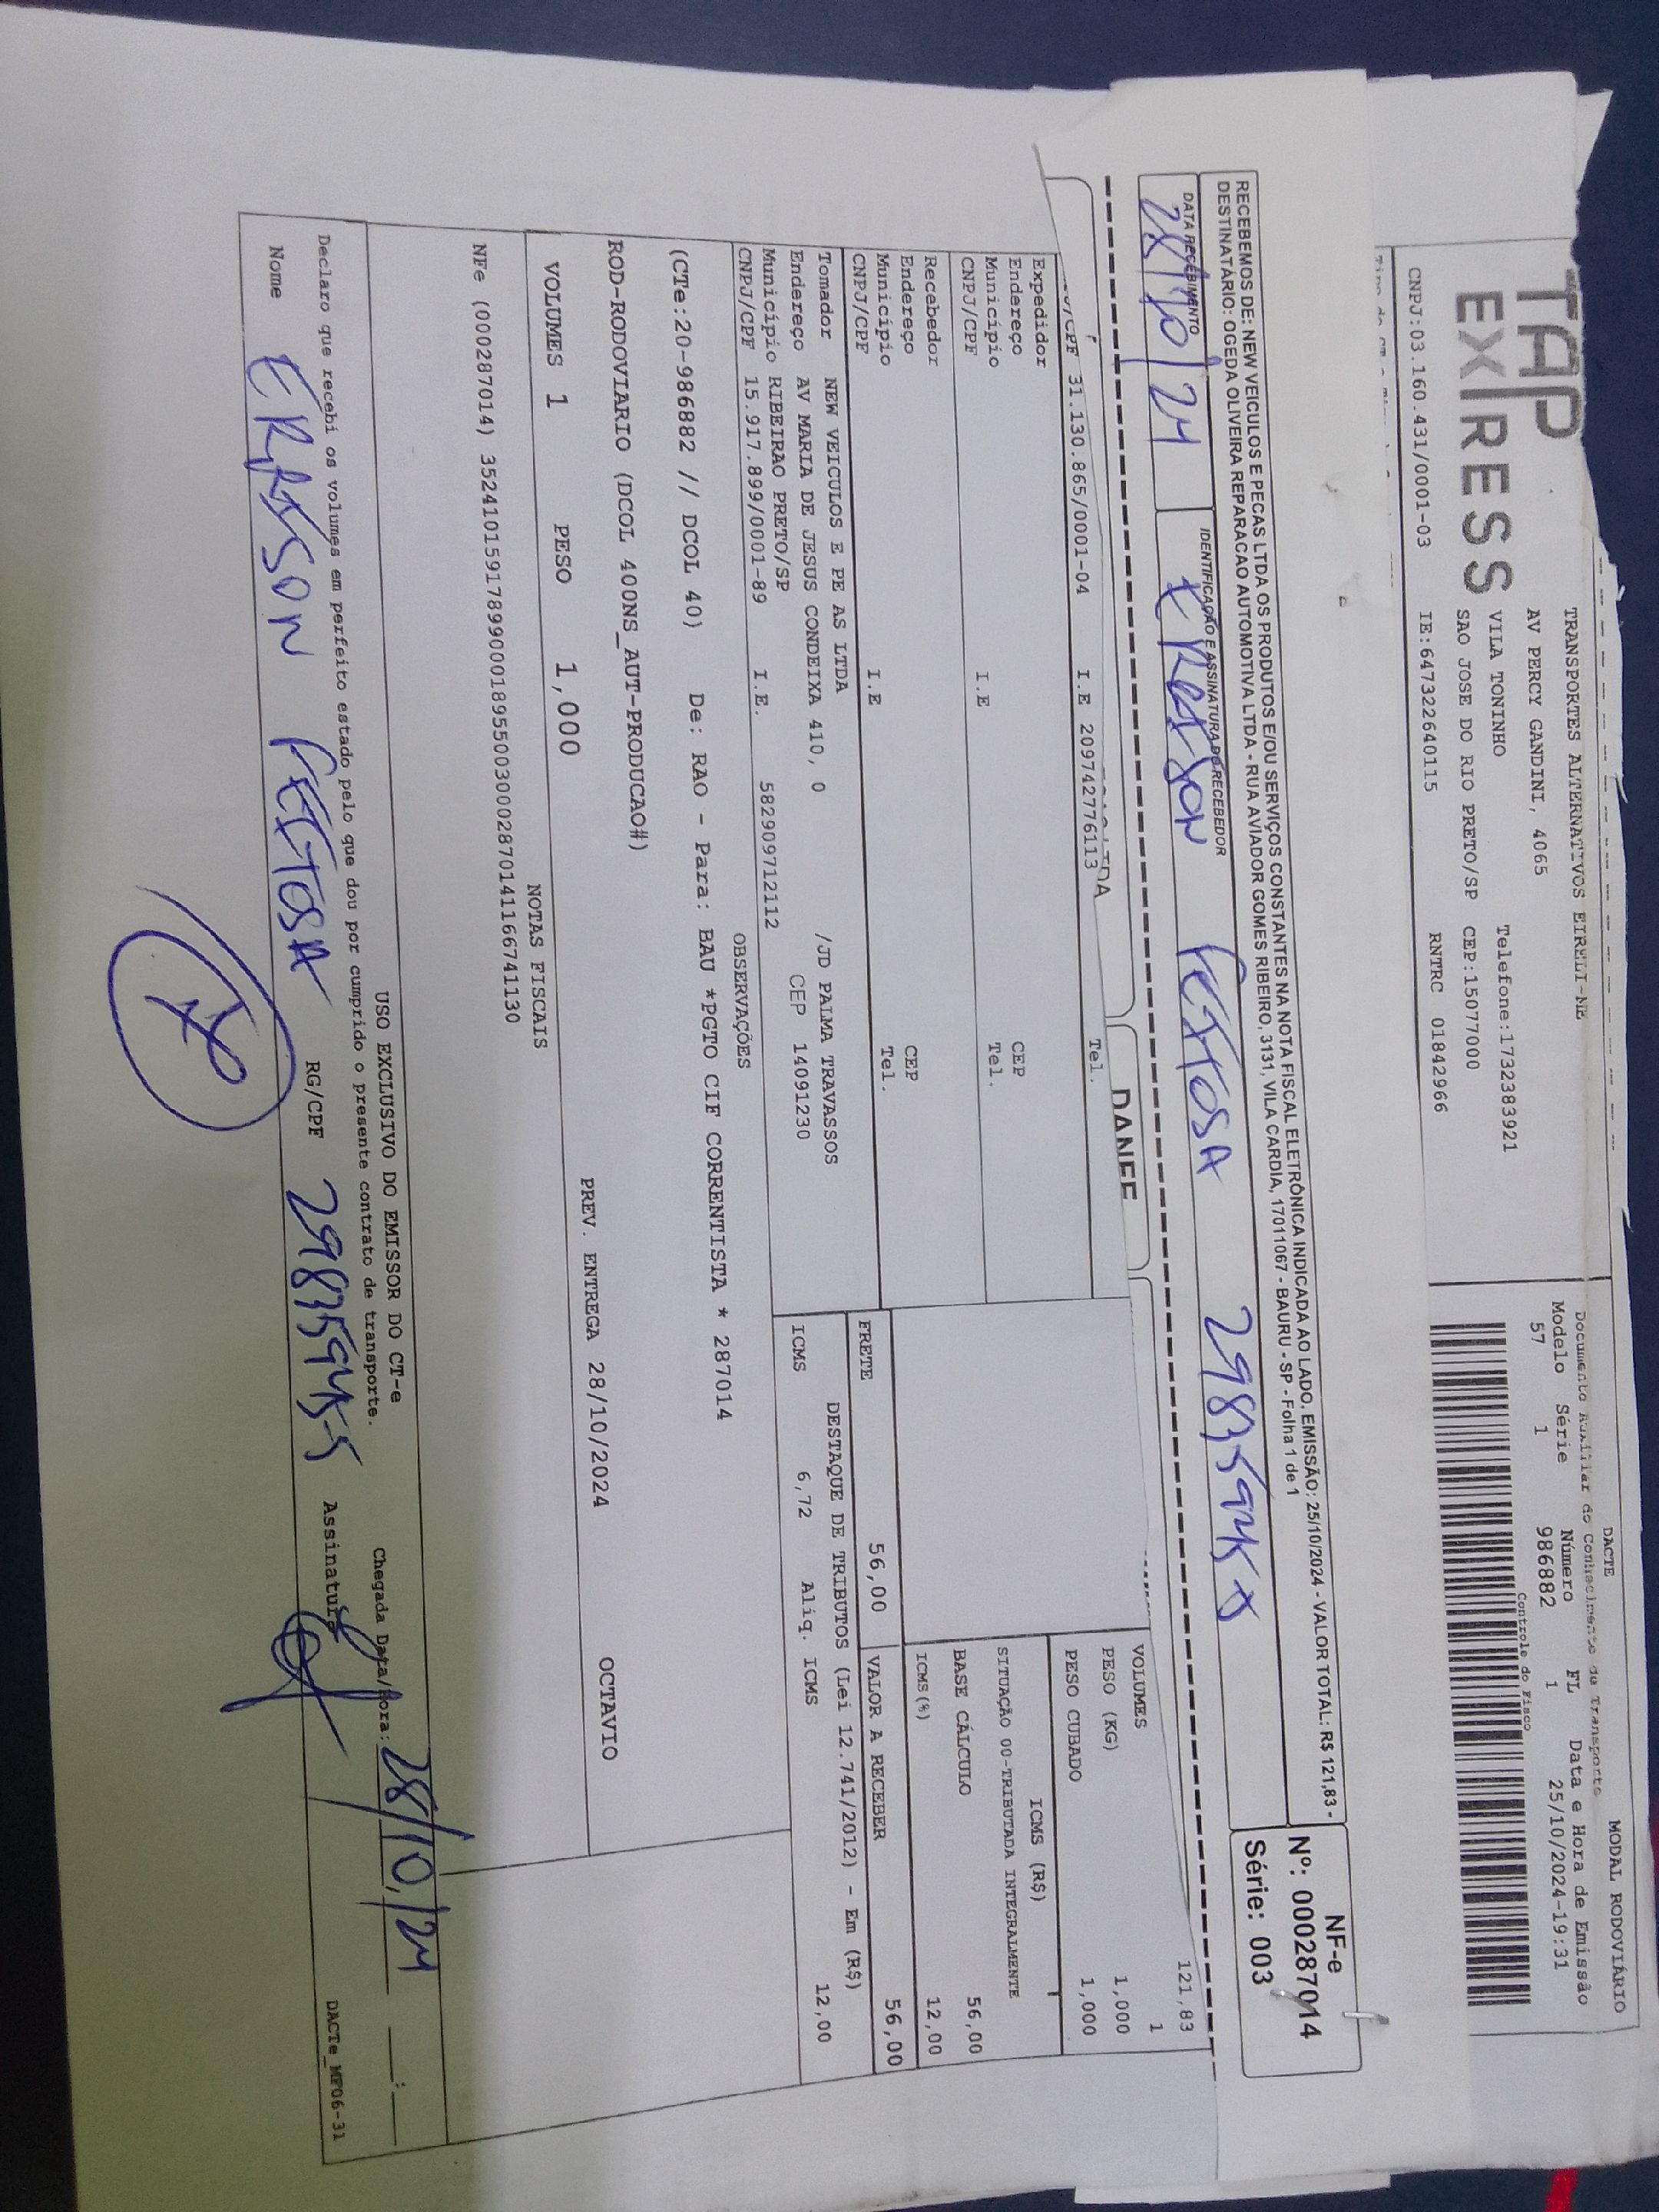 TAP
EXPRESS
TRANSPORTES ALTERNATIVOS EIRELI-ME
AV PERCY GANDINI, 4065
VILA TONINHO Telefone:1732383921
SAO JOSE DO RIO PRETO/SP CEP:15077000
CNPJ:03.160.431/0001-03 IE:647322640115 RNTRC 01842966
DACTE MODAL RODOVIÁRIO
Documento Auxiliar do Conhecimento de Transporte
Modelo Série Número FL Data e Hora de Emissão
57 1 986882 1 25/10/2024-19:31
Controle do Fisco
RECEBEMOS DE: NEW VEICULOS E PECAS LTDA OS PRODUTOS E/OU SERVIÇOS CONSTANTES NA NOTA FISCAL ELETRÔNICA INDICADA AO LADO. EMISSÃO: 25/10/2024 - VALOR TOTAL: R$ 121,83 -
DESTINATÁRIO: OGEDA OLIVEIRA REPARACAO AUTOMOTIVA LTDA - RUA AVIADOR GOMES RIBEIRO, 3131, VILA CARDIA, 17011067 - BAURU - SP - Folha 1 de 1
NF-e
Nº: 000287014
Série: 003
DATA RECEBIMENTO IDENTIFICAÇÃO E ASSINATURA DO RECEBEDOR
28/10/24
DANFE
121,83
/CPF 31.130.865/0001-04 I.E 209742776113 Tel.
VOLUMES 1
PESO (KG) 1,000
PESO CUBADO 1,000
Expedidor
Endereço CEP
Município Tel.
CNPJ/CPF I.E
ICMS (R$)
SITUAÇÃO 00-TRIBUTADA INTEGRALMENTE
BASE CÁLCULO 56,00
ICMS(%) 12,00
Recebedor
Endereço CEP
Município Tel.
CNPJ/CPF I.E
FRETE 56,00 VALOR A RECEBER 56,00
Tomador NEW VEICULOS E PE AS LTDA
Endereço AV MARIA DE JESUS CONDEIXA 410, 0 /JD PALMA TRAVASSOS
Município RIBEIRAO PRETO/SP CEP 14091230
CNPJ/CPF 15.917.899/0001-89 I.E. 582909712112
DESTAQUE DE TRIBUTOS (Lei 12.741/2012) - Em (R$)
ICMS 6,72 Aliq. ICMS 12,00
OBSERVAÇÕES
(CTe:20-986882 // DCOL 40) De: RAO - Para: BAU *PGTO CIF CORRENTISTA * 287014
ROD-RODOVIARIO (DCOL 400NS_AUT-PRODUCAO#)
VOLUMES 1 PESO 1,000 PREV. ENTREGA 28/10/2024 OCTAVIO
NOTAS FISCAIS
NFe (000287014) 35241015917899000189550030002870141166741130
USO EXCLUSIVO DO EMISSOR DO CT-e
Declaro que recebi os volumes em perfeito estado pelo que dou por cumprido o presente contrato de transporte.
Chegada Data/Hora: 28/10/24 __:__
Nome RG/CPF Assinatura
DACTe_MF06-31